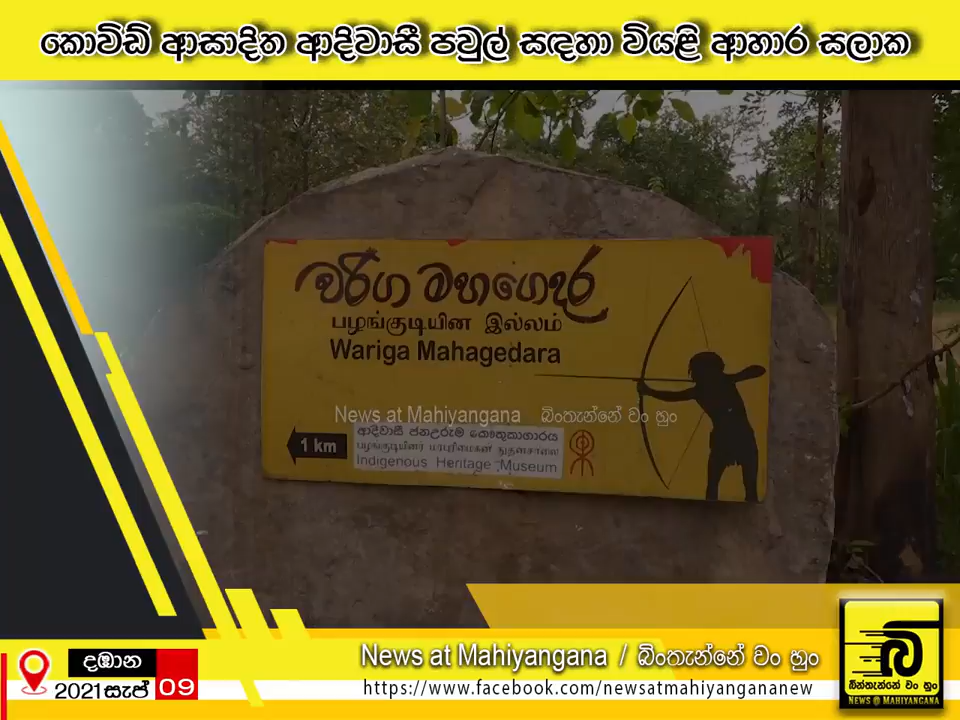 කොවිඩ් ආසාදිත ආදිවාසී පවුල් සඳහා වියළි ආහාර සලාක
වරිග මහගෙදර
பழங்குடியின இல்லம்
Wariga Mahagedara
News at Mahiyangana බිංතැන්නේ වං හුං
1 km
ආදිවාසී ජනඋරුම කෞතුකාගාරය
Indigenous Heritage Museum
දඹාන
2021 සැප් 09
News at Mahiyangana / බිංතැන්නේ වං හුං
https://www.facebook.com/newsatmahiyangananew
බින්තැන්නේ වං හුං
News @ Mahiyangana